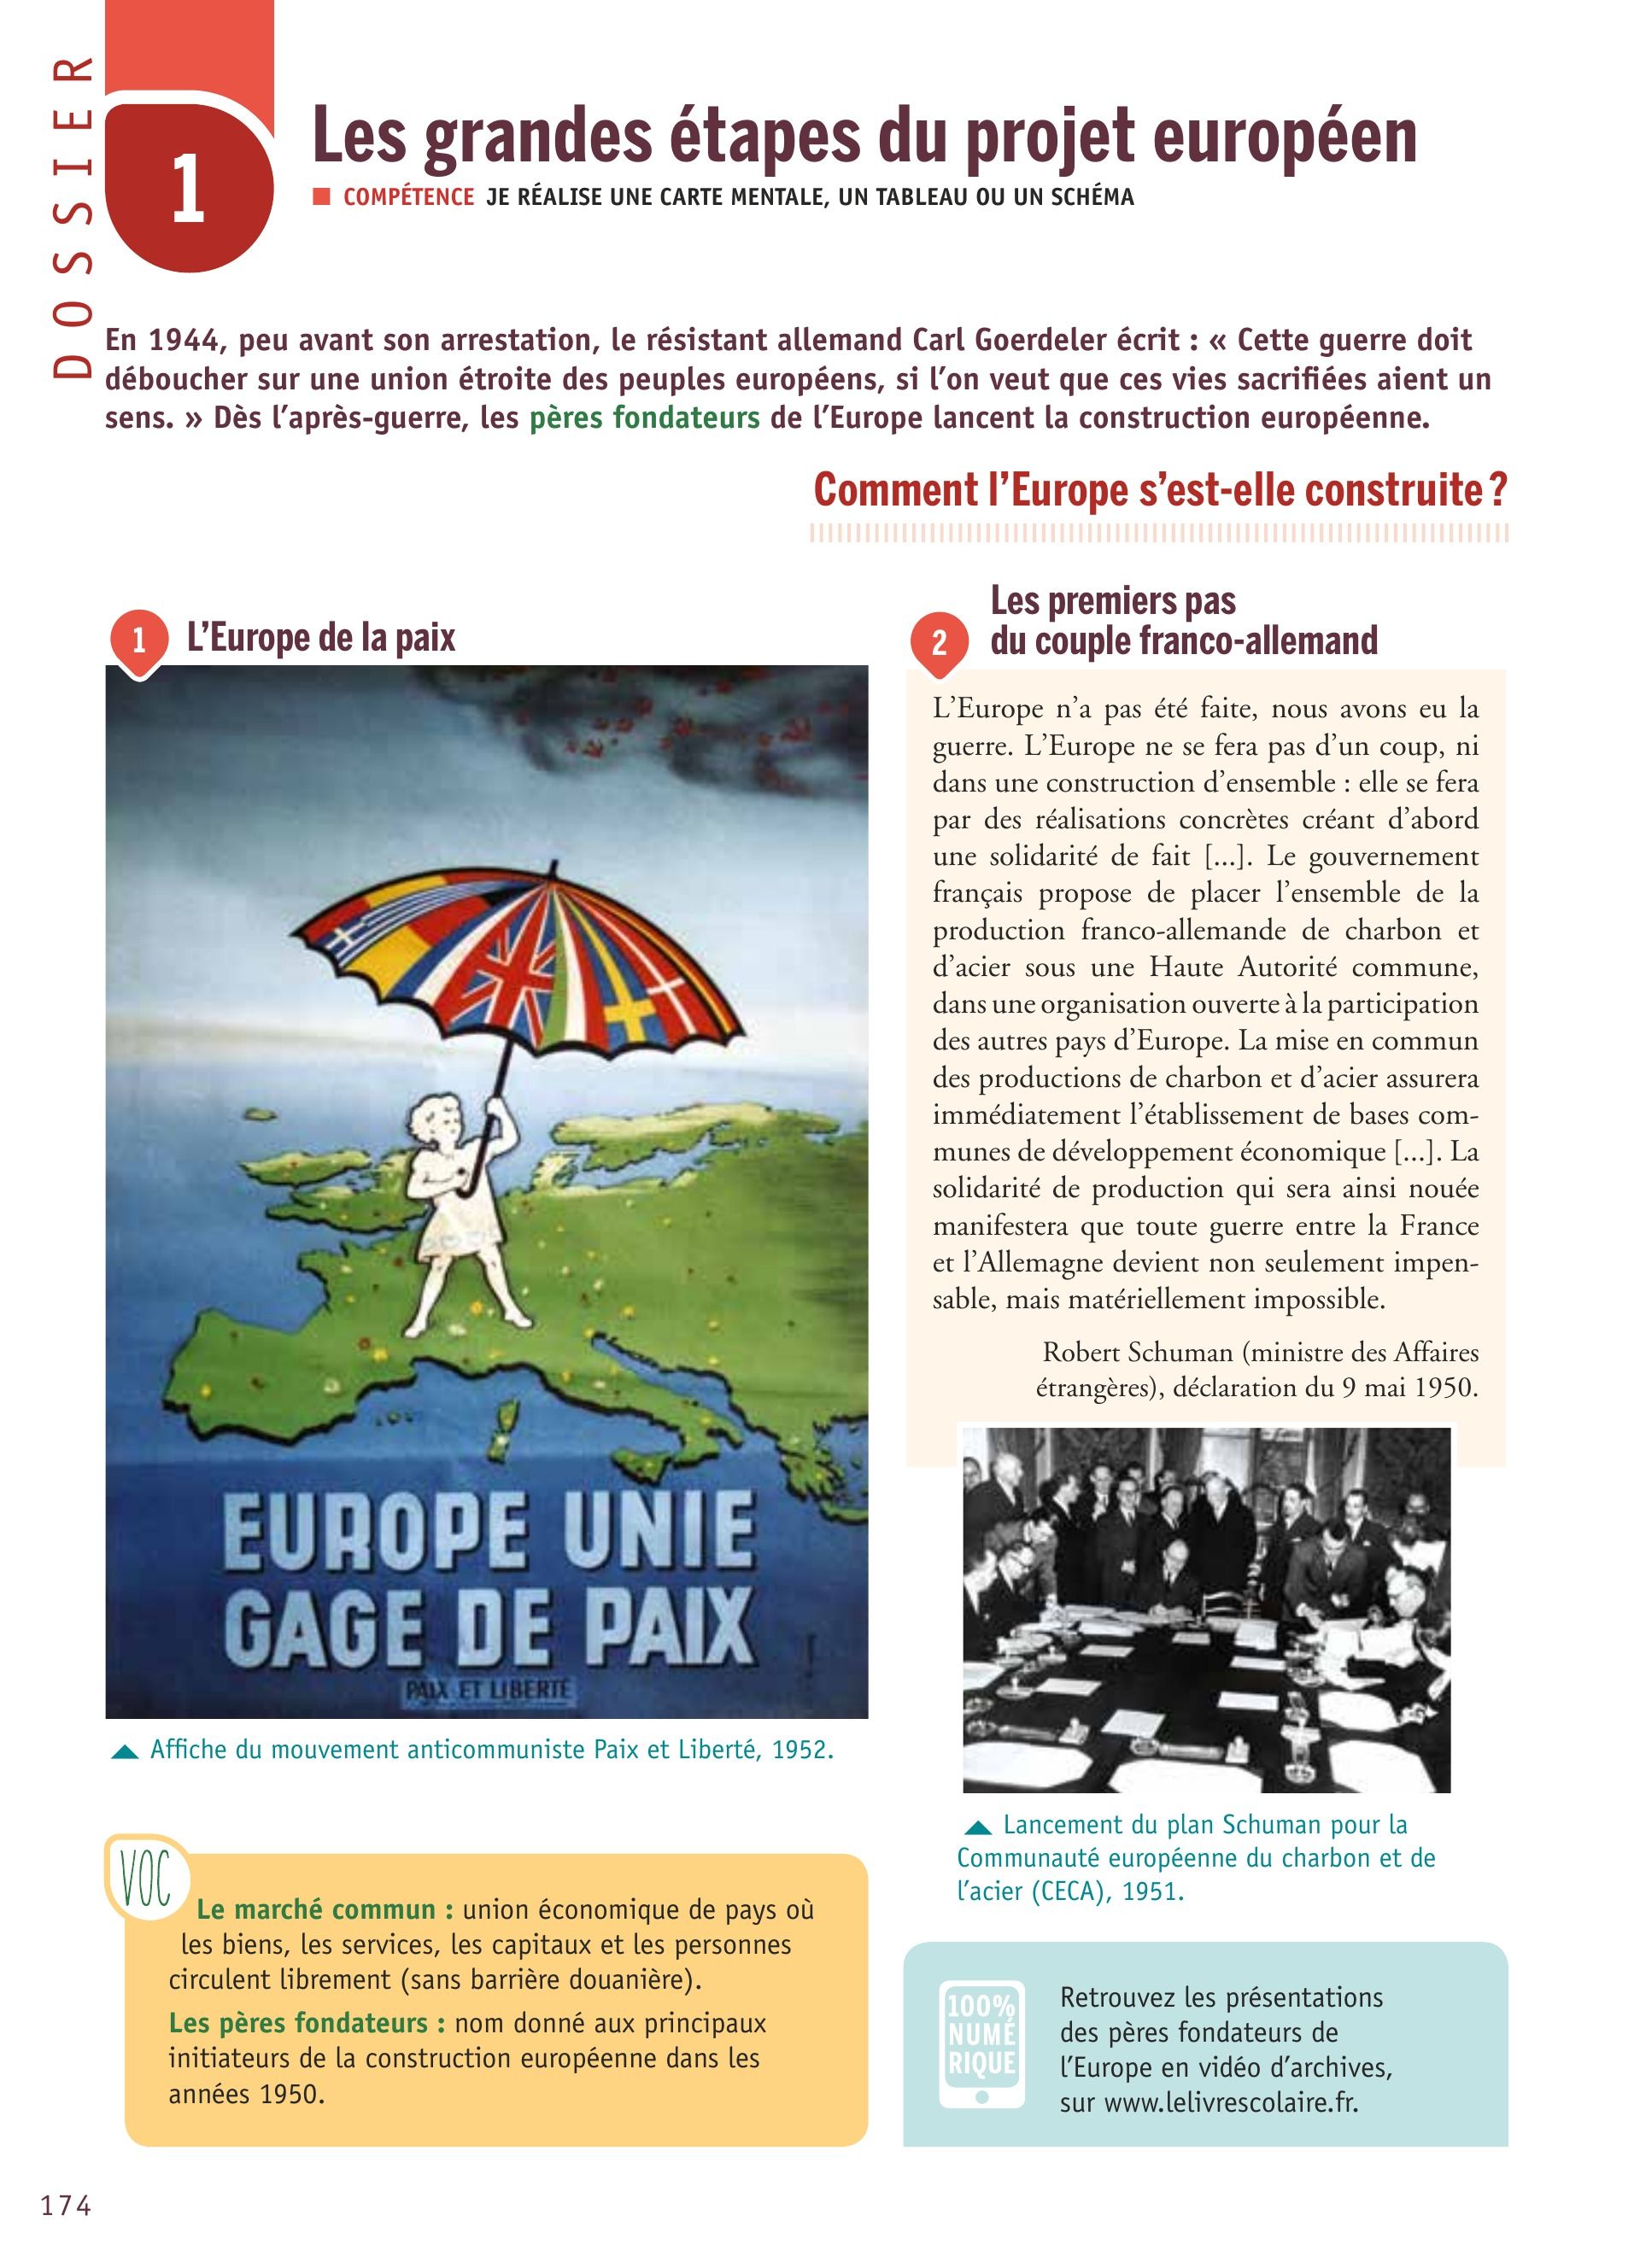 DOSSIER
1
Les grandes étapes du projet européen
COMPÉTENCE JE RÉALISE UNE CARTE MENTALE, UN TABLEAU OU UN SCHÉMA
En 1944, peu avant son arrestation, le résistant allemand Carl Goerdeler écrit : « Cette guerre doit
déboucher sur une union étroite des peuples européens, si l’on veut que ces vies sacrifiées aient un
sens. » Dès l’après-guerre, les pères fondateurs de l’Europe lancent la construction européenne.
Comment l’Europe s’est-elle construite ?
1 L’Europe de la paix
EUROPE UNIE
GAGE DE PAIX
PAIX ET LIBERTÉ
Affiche du mouvement anticommuniste Paix et Liberté, 1952.
VOC
Le marché commun : union économique de pays où
les biens, les services, les capitaux et les personnes
circulent librement (sans barrière douanière).
Les pères fondateurs : nom donné aux principaux
initiateurs de la construction européenne dans les
années 1950.
2
Les premiers pas
du couple franco-allemand
L’Europe n’a pas été faite, nous avons eu la
guerre. L’Europe ne se fera pas d’un coup, ni
dans une construction d’ensemble : elle se fera
par des réalisations concrètes créant d’abord
une solidarité de fait [...]. Le gouvernement
français propose de placer l’ensemble de la
production franco-allemande de charbon et
d’acier sous une Haute Autorité commune,
dans une organisation ouverte à la participation
des autres pays d’Europe. La mise en commun
des productions de charbon et d’acier assurera
immédiatement l’établissement de bases com-
munes de développement économique [...]. La
solidarité de production qui sera ainsi nouée
manifestera que toute guerre entre la France
et l’Allemagne devient non seulement impen-
sable, mais matériellement impossible.
Robert Schuman (ministre des Affaires
étrangères), déclaration du 9 mai 1950.
Lancement du plan Schuman pour la
Communauté européenne du charbon et de
l’acier (CECA), 1951.
100%
NUMÉ
RIQUE
Retrouvez les présentations
des pères fondateurs de
l’Europe en vidéo d’archives,
sur www.lelivrescolaire.fr.
174